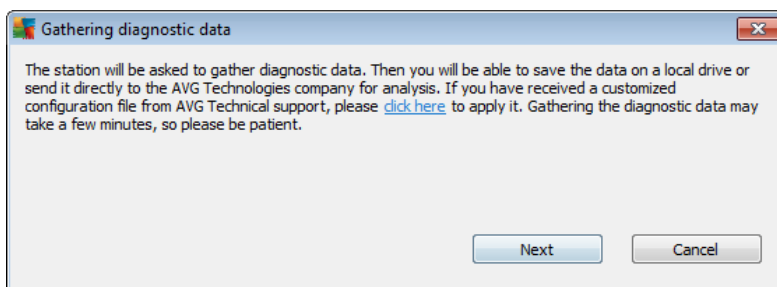 Gathering diagnostic data
The station will be asked to gather diagnostic data. Then you will be able to save the data on a local drive or
send it directly to the AVG Technologies company for analysis. If you have received a customized
configuration file from AVG Technical support, please click here to apply it. Gathering the diagnostic data may
take a few minutes, so please be patient.
Next
Cancel